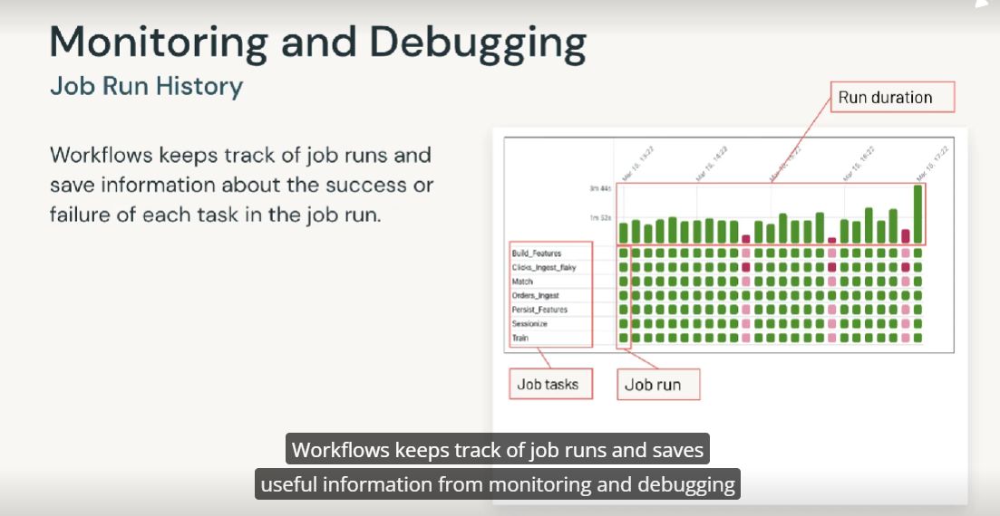 Monitoring and Debugging
Job Run History
Workflows keeps track of job runs and
save information about the success or
failure of each task in the job run.
Run duration
Mar 15, 13:22
Mar 15, 14:22
Mar 15, 16:22
Mar 15, 17:22
3m 44s
1m 52s
Build_Features
Clicks_Ingest_flaky
Match
Orders_Ingest
Persist_Features
Sessionize
Train
Job tasks
Job run
Workflows keeps track of job runs and saves
useful information from monitoring and debugging